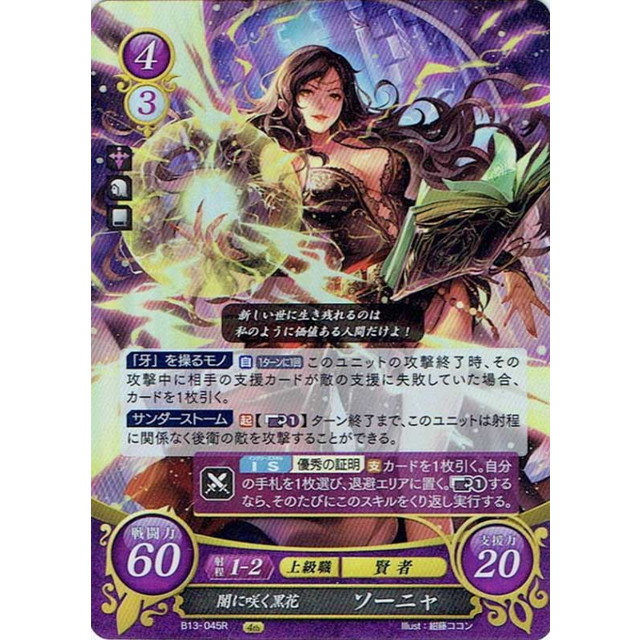 4
3
新しい世に生き残れるのは
私のように価値ある人間だけよ！
「牙」を操るモノ 自 1ターンに1回 このユニットの攻撃終了時、その
攻撃中に相手の支援カードが敵の支援に失敗していた場合、
カードを1枚引く。
サンダーストーム 起【1】ターン終了まで、このユニットは射程
に関係なく後衛の敵を攻撃することができる。
IS 優秀の証明 支 カードを1枚引く。自分
の手札を1枚選び、退避エリアに置く。1する
なら、そのたびにこのスキルをくり返し実行する。
戦闘力 60
射程 1-2 上級職 賢者
支援力 20
闇に咲く黒花 ソーニャ
B13-045R 4th Illust：紺藤ココン